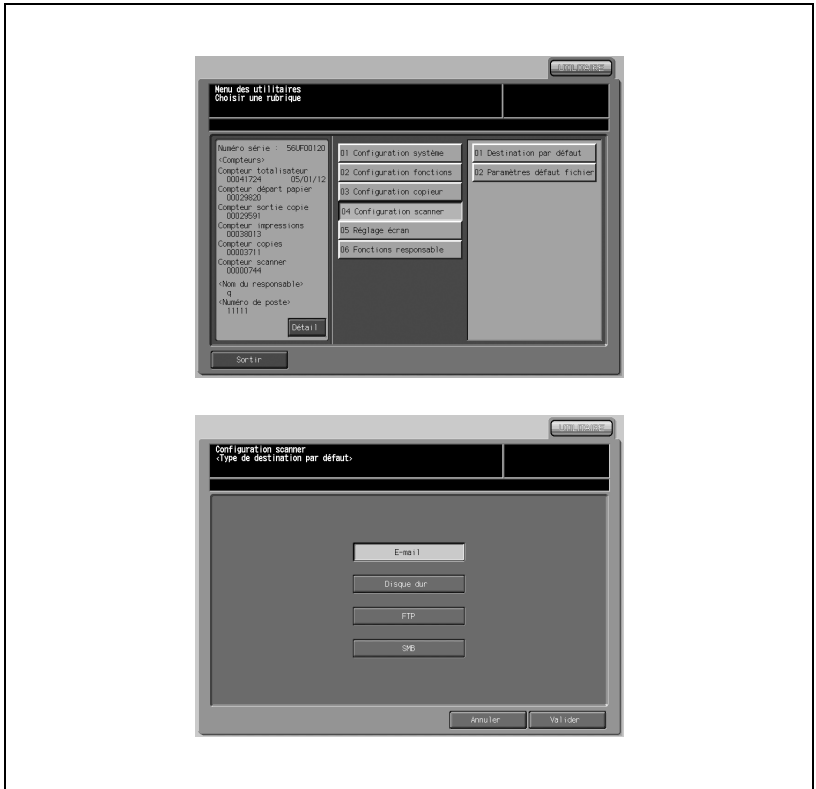 UTILITAIRE
Menu des utilitaires
Choisir une rubrique
Numéro série : 56UF00120
<Compteurs>
Compteur totalisateur
00041724 05/01/12
Compteur départ papier
00029820
Compteur sortie copie
00029591
Compteur impressions
00038013
Compteur copies
00003711
Compteur scanner
00000744
<Nom du responsable>
q
<Numéro de poste>
11111
Détail
01 Configuration système
02 Configuration fonctions
03 Configuration copieur
04 Configuration scanner
05 Réglage écran
06 Fonctions responsable
01 Destination par défaut
02 Paramètres défaut fichier
Sortir
UTILITAIRE
Configuration scanner
<Type de destination par défaut>
E-mail
Disque dur
FTP
SMB
Annuler
Valider